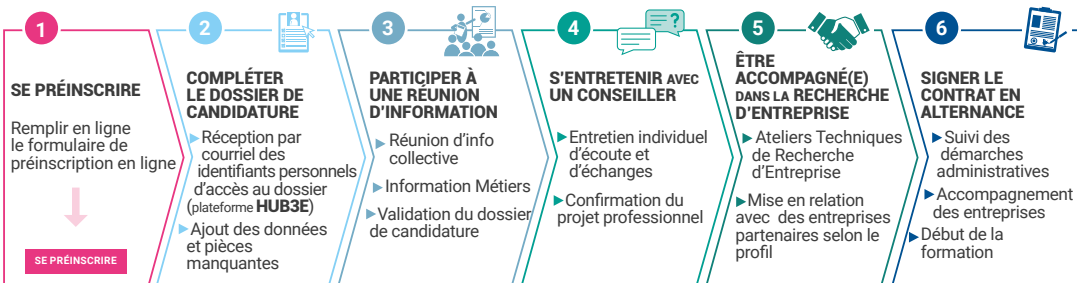 1
SE PRÉINSCRIRE
Remplir en ligne
le formulaire de
préinscription en ligne
SE PRÉINSCRIRE
2
COMPLÉTER
LE DOSSIER DE
CANDIDATURE
Réception par
courriel des
identifiants personnels
d'accès au dossier
(plateforme HUB3E)
Ajout des données
et pièces
manquantes
3
PARTICIPER À
UNE RÉUNION
D'INFORMATION
Réunion d'info
collective
Information Métiers
Validation du dossier
de candidature
4
?
S'ENTRETENIR AVEC
UN CONSEILLER
Entretien individuel
d'écoute et
d'échanges
Confirmation du
projet professionnel
5
ÊTRE
ACCOMPAGNÉ(E)
DANS LA RECHERCHE
D'ENTREPRISE
Ateliers Techniques
de Recherche
d'Entreprise
Mise en relation
avec des entreprises
partenaires selon le
profil
6
SIGNER LE
CONTRAT EN
ALTERNANCE
Suivi des
démarches
administratives
Accompagnement
des entreprises
Début de la
formation